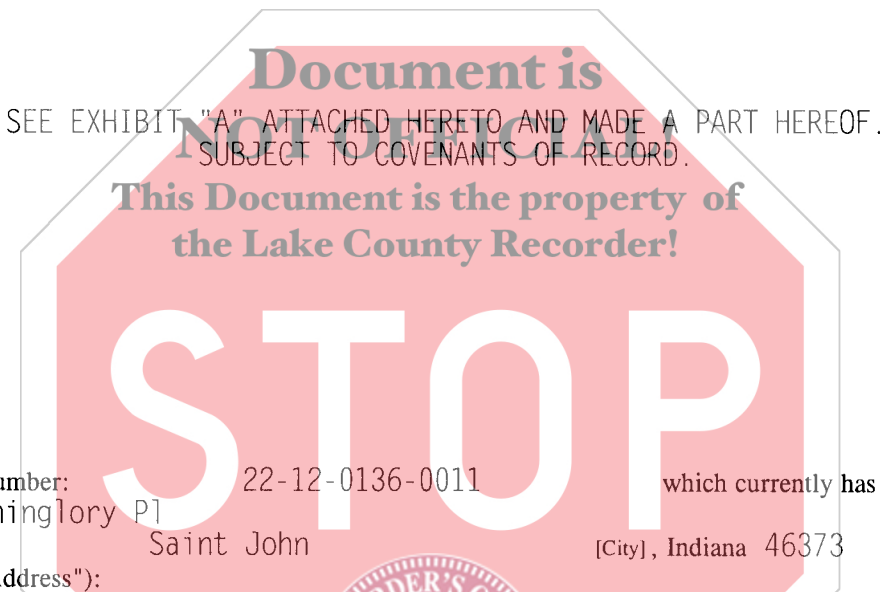 Document is
SEE EXHIBIT "A" ATTACHED HERETO AND MADE A PART HEREOF.
NOT OFFICIAL!
SUBJECT TO COVENANTS OF RECORD.
This Document is the property of
the Lake County Recorder!
STOP
umber: 22-12-0136-0011 which currently has
inglory Pl
Saint John [City], Indiana 46373
ddress"):
DER'S